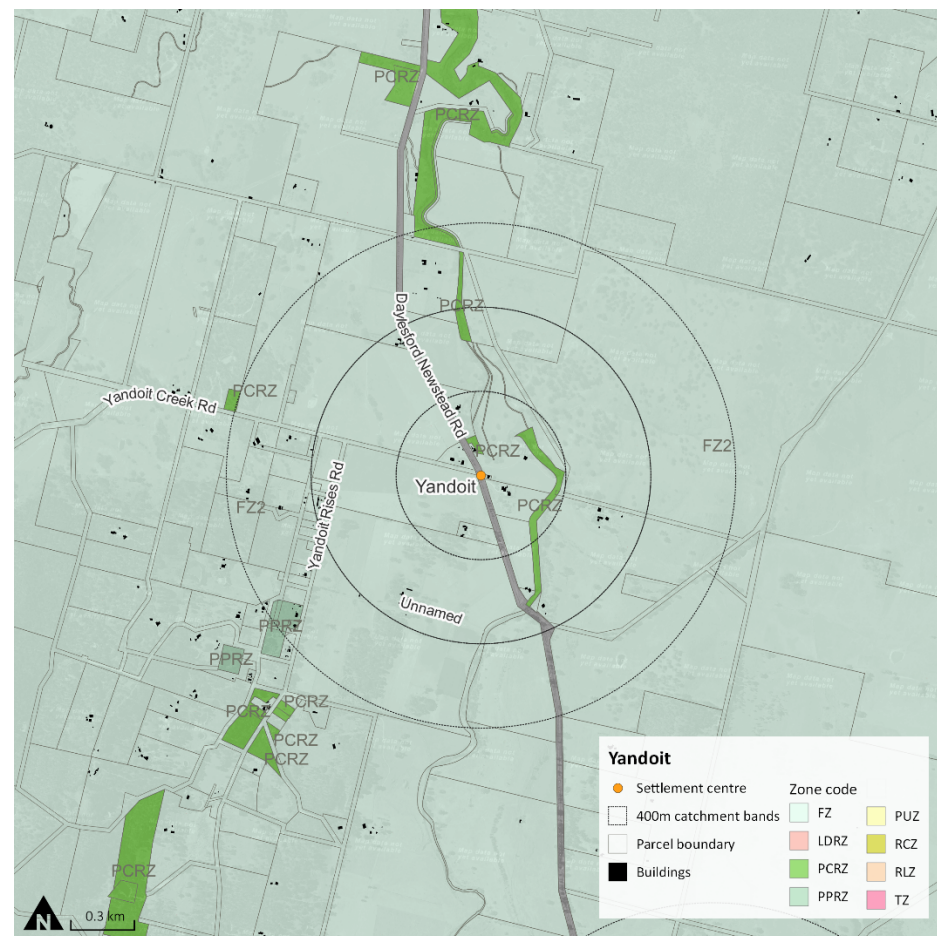 PCRZ
PCRZ
PCRZ
Daylesford Newstead Rd
Yandoit Creek Rd
PCRZ
PCRZ
FZ2
Yandoit
Yandoit Rises Rd
FZ2
PCRZ
Unnamed
PPRZ
PPRZ
PCRZ
PCRZ
PCRZ
PCRZ
PCRZ
N
0.3 km
Yandoit
Settlement centre
400m catchment bands
Parcel boundary
Buildings
Zone code
FZ
LDRZ
PCRZ
PPRZ
PUZ
RCZ
RLZ
TZ